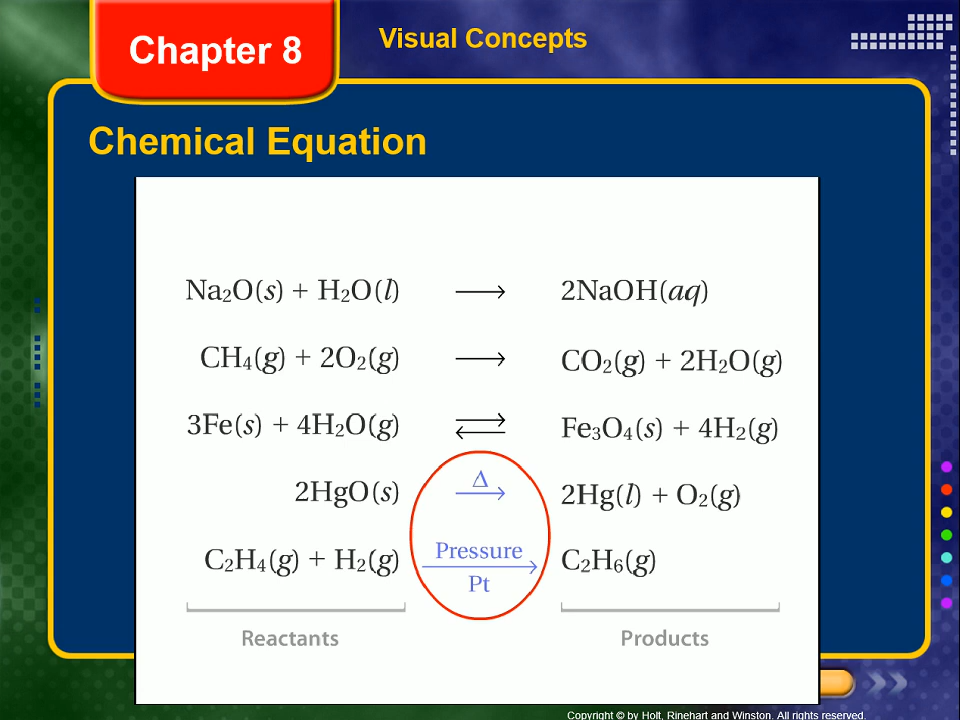 Chapter 8
Visual Concepts
Chemical Equation
Na₂O(s) + H₂O(l) ⟶ 2NaOH(aq)
CH₄(g) + 2O₂(g) ⟶ CO₂(g) + 2H₂O(g)
3Fe(s) + 4H₂O(g) ⇄ Fe₃O₄(s) + 4H₂(g)
Δ
2HgO(s) ⟶ 2Hg(l) + O₂(g)
Pressure
C₂H₄(g) + H₂(g) ⟶ C₂H₆(g)
Pt
Reactants Products
Copyright © by Holt, Rinehart and Winston. All rights reserved.